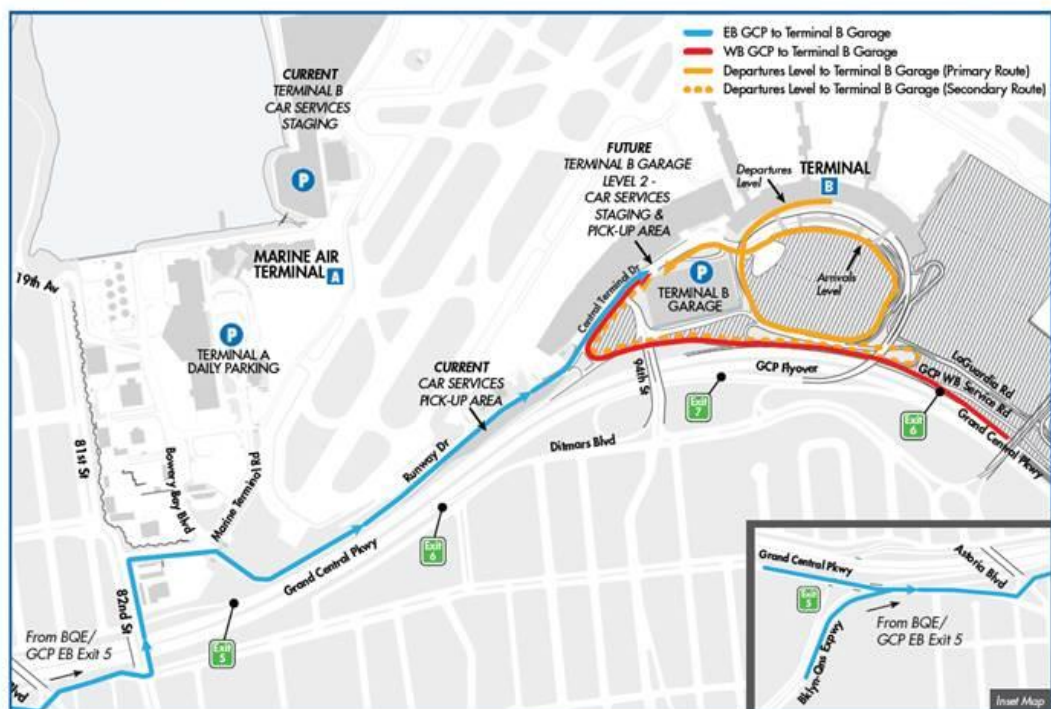 EB GCP to Terminal B Garage
WB GCP to Terminal B Garage
Departures Level to Terminal B Garage (Primary Route)
Departures Level to Terminal B Garage (Secondary Route)
CURRENT
TERMINAL B
CAR SERVICES
STAGING
P
FUTURE
TERMINAL B GARAGE
LEVEL 2 -
CAR SERVICES
STAGING &
PICK-UP AREA
Departures
Level
TERMINAL
B
MARINE AIR
TERMINAL A
19th Av
Central Terminal Dr
P
TERMINAL B
GARAGE
Arrivals
Level
P
TERMINAL A
DAILY PARKING
CURRENT
CAR SERVICES
PICK-UP AREA
94th St
GCP Flyover
LaGuardia Rd
GCP WB Service Rd
Exit
7
Exit
6
Grand Central Pkwy
Ditmars Blvd
81st St
Runway Dr
Bowery Bay Blvd
Marine Terminal
Exit
6
Grand Central Pkwy
82nd St
Exit
5
From BQE/
GCP EB Exit 5
Blvd
Grand Central Pkwy
Astoria Blvd
Exit
5
From BQE/
GCP EB Exit 5
Bklyn-Qns Expwy
Inset Map